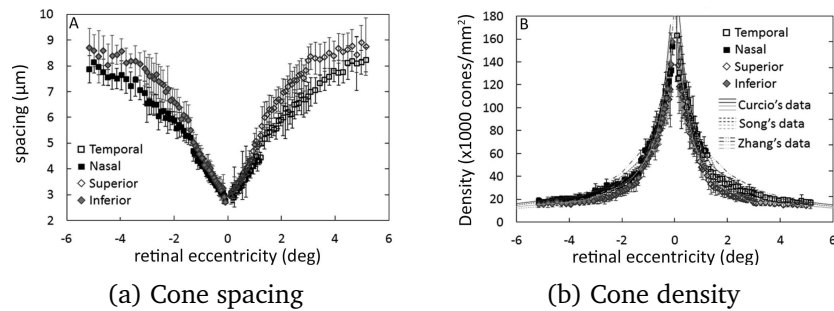 A
spacing (μm)
10
9
8
7
6
5
4
3
2
Temporal
Nasal
Superior
Inferior
-6 -4 -2 0 2 4 6
retinal eccentricity (deg)
(a) Cone spacing
B
Density (x1000 cones/mm²)
180
160
140
120
100
80
60
40
20
0
Temporal
Nasal
Superior
Inferior
Curcio's data
Song's data
Zhang's data
-6 -4 -2 0 2 4 6
retinal eccentricity (deg)
(b) Cone density